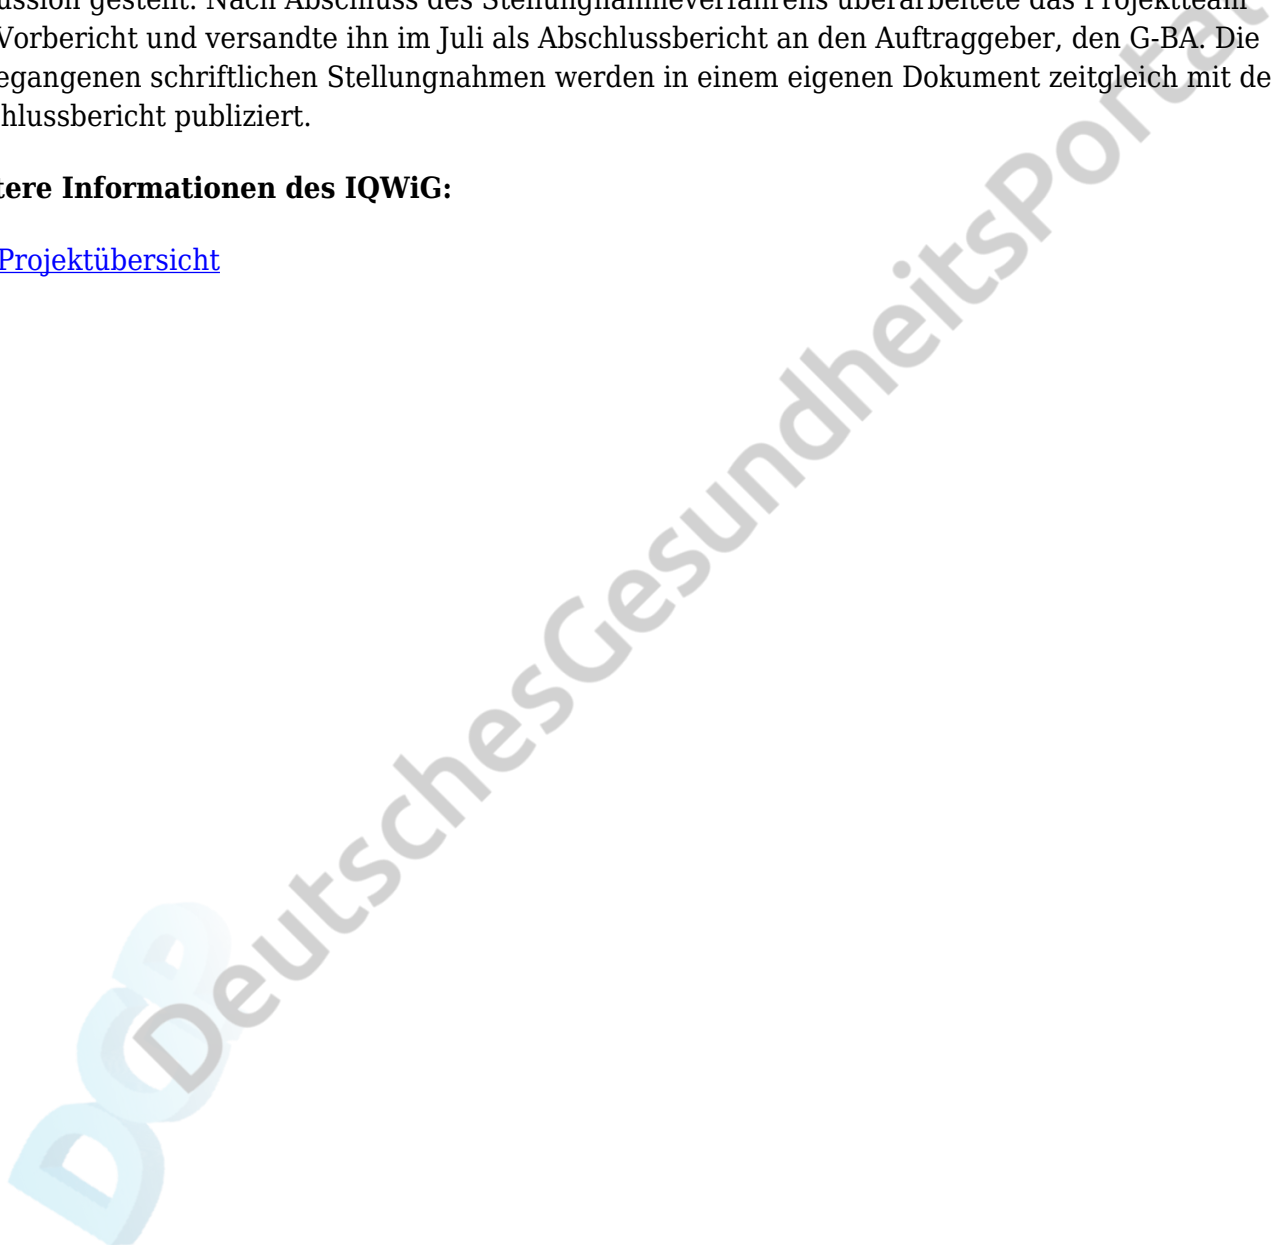 ussion gestellt. Nach Abschluss des Stellungnahmeverfahrens überarbeitete das Projektteam
Vorbericht und versandte ihn im Juli als Abschlussbericht an den Auftraggeber, den G-BA. Die
egangenen schriftlichen Stellungnahmen werden in einem eigenen Dokument zeitgleich mit de
hlussbericht publiziert.
tere Informationen des IQWiG:
Projektübersicht
DeutschesGesundheitsPortal
DGP